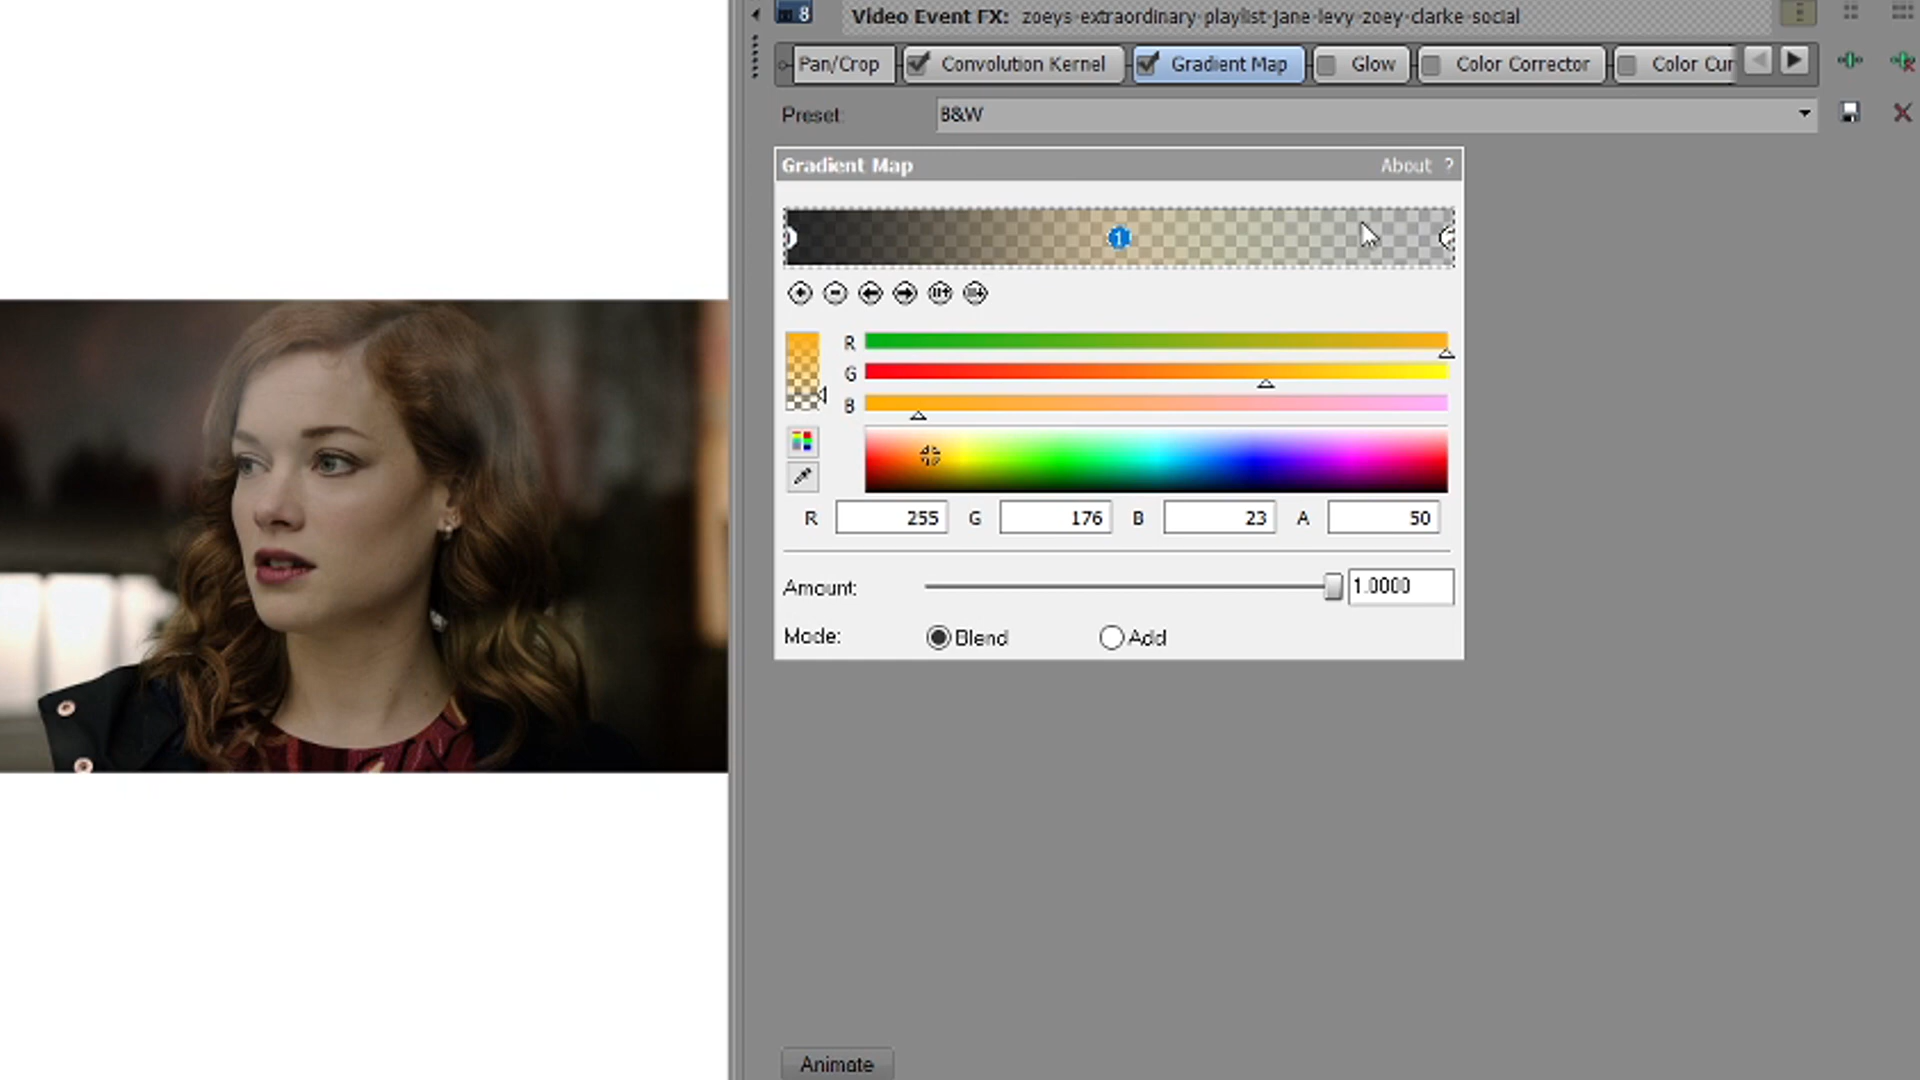 8
Video Event FX: zoeys-extraordinary-playlist-jane-levy-zoey-clarke-social
Pan/Crop Convolution Kernel Gradient Map Glow Color Corrector Color Cur
Preset: B&W
Gradient Map About ?
1
R
G
B
R 255 G 176 B 23 A 50
Amount: 1.0000
Mode: Blend Add
Animate